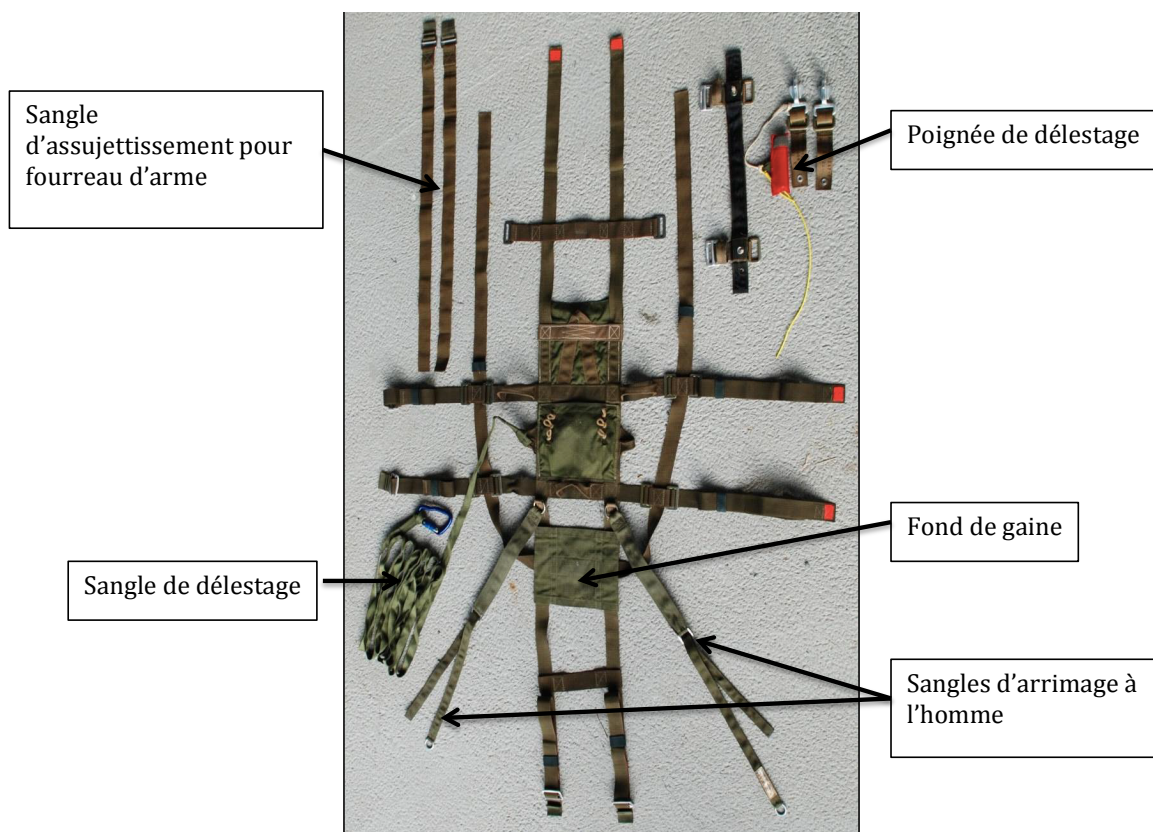 Sangle
d’assujettissement pour
fourreau d’arme
Poignée de délestage
Fond de gaine
Sangle de délestage
Sangles d’arrimage à
l’homme